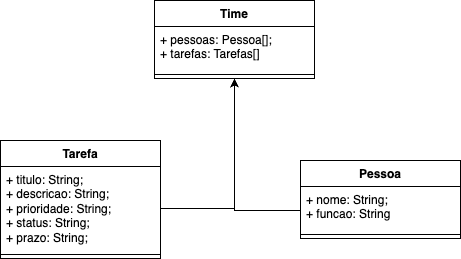 Time
+ pessoas: Pessoa[];
+ tarefas: Tarefas[]
Tarefa
+ titulo: String;
+ descricao: String;
+ prioridade: String;
+ status: String;
+ prazo: String;
Pessoa
+ nome: String;
+ funcao: String